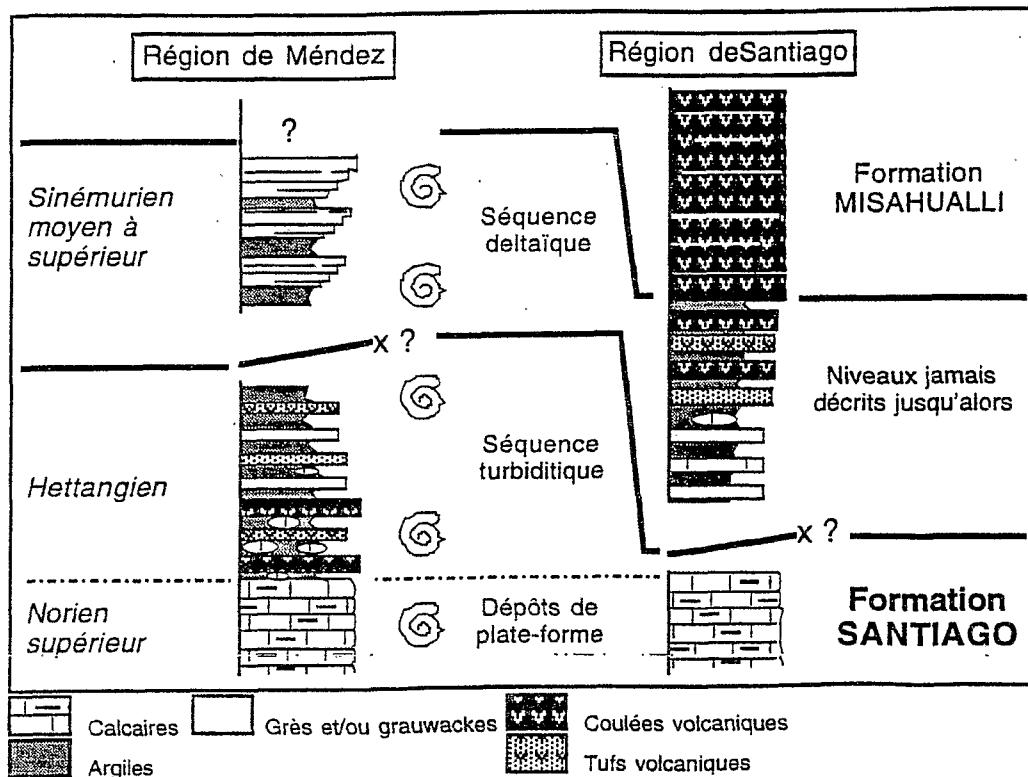 Région de Méndez
Région deSantiago
?
Sinémurien
moyen à
supérieur
Séquence
deltaïque
Formation
MISAHUALLI
x ?
Hettangien
Séquence
turbiditique
Niveaux jamais
décrits jusqu'alors
x ?
Norien
supérieur
Dépôts de
plate-forme
Formation
SANTIAGO
Calcaires
Grès et/ou grauwackes
Coulées volcaniques
Argiles
Tufs volcaniques